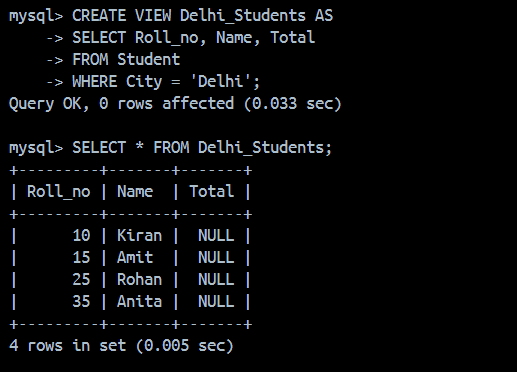 mysql> CREATE VIEW Delhi_Students AS
    -> SELECT Roll_no, Name, Total
    -> FROM Student
    -> WHERE City = 'Delhi';
Query OK, 0 rows affected (0.033 sec)

mysql> SELECT * FROM Delhi_Students;
+---------+-------+-------+
| Roll_no | Name  | Total |
+---------+-------+-------+
|      10 | Kiran |  NULL |
|      15 | Amit  |  NULL |
|      25 | Rohan |  NULL |
|      35 | Anita |  NULL |
+---------+-------+-------+
4 rows in set (0.005 sec)